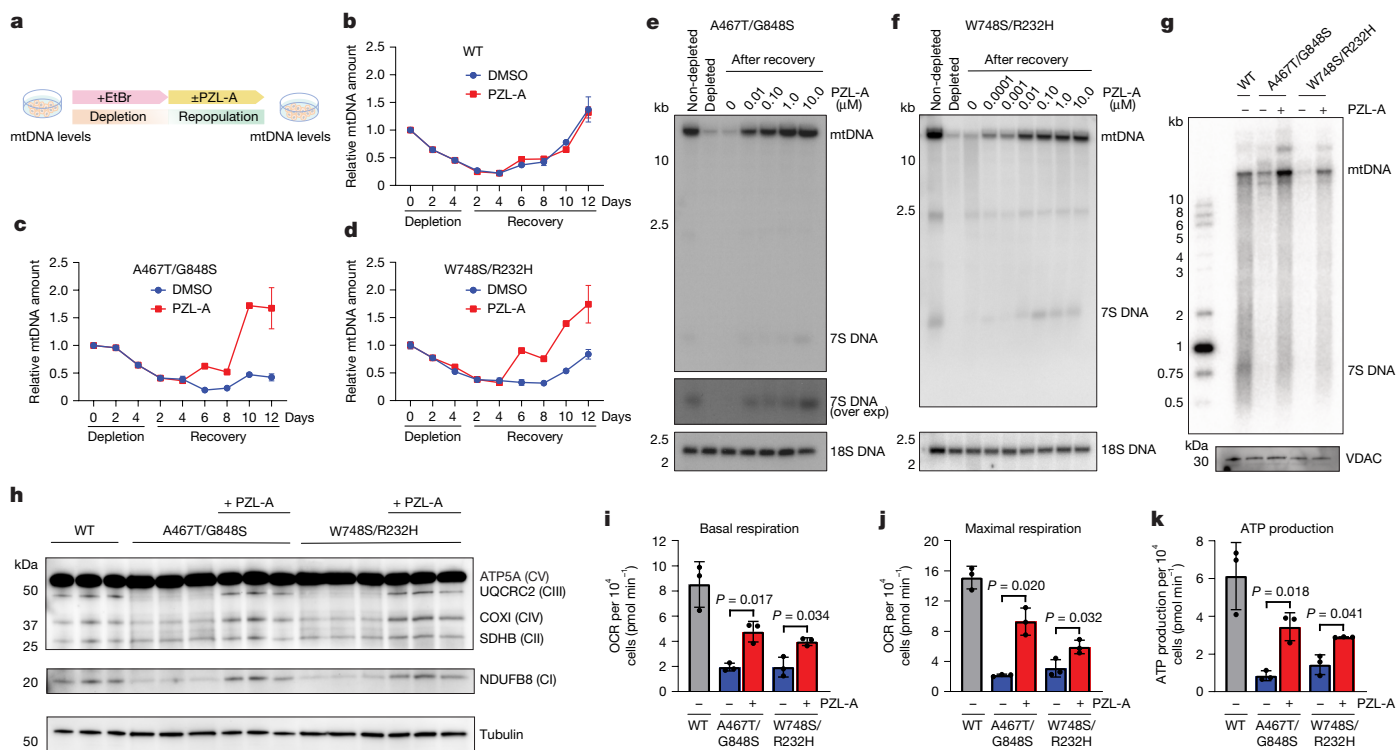 a
+EtBr ±PZL-A
mtDNA levels Depletion Repopulation mtDNA levels
b
WT
DMSO
PZL-A
Relative mtDNA amount
2.5
2.0
1.5
1.0
0.5
0
0 2 4 2 4 6 8 10 12 Days
Depletion Recovery
c
A467T/G848S
DMSO
PZL-A
Relative mtDNA amount
2.5
2.0
1.5
1.0
0.5
0
0 2 4 2 4 6 8 10 12 Days
Depletion Recovery
d
W748S/R232H
DMSO
PZL-A
Relative mtDNA amount
2.5
2.0
1.5
1.0
0.5
0
0 2 4 2 4 6 8 10 12 Days
Depletion Recovery
e
A467T/G848S
Non-depleted
Depleted
After recovery
0 0.01 0.10 1.0 10.0
PZL-A
(μM)
kb
mtDNA
10
2.5
7S DNA
7S DNA
(over exp)
2.5
2
18S DNA
f
W748S/R232H
Non-depleted
Depleted
After recovery
0 0.0001 0.001 0.01 0.10 1.0 10.0
PZL-A
(μM)
kb
mtDNA
10
2.5
7S DNA
2.5
2
18S DNA
g
WT A467T/G848S W748S/R232H
– – + – + PZL-A
kb
mtDNA
10
8
6
5
4
3
2
1
0.75
7S DNA
0.5
kDa
30
VDAC
h
+ PZL-A + PZL-A
WT A467T/G848S W748S/R232H
kDa
ATP5A (CV)
50
UQCRC2 (CIII)
37
COXI (CIV)
SDHB (CII)
25
20
NDUFB8 (CI)
50
Tubulin
i
Basal respiration
OCR per 10⁴
cells (pmol min⁻¹)
12
10
8
6
4
2
0
P = 0.017
P = 0.034
– – + – + PZL-A
WT A467T/
G848S
W748S/
R232H
j
Maximal respiration
OCR per 10⁴
cells (pmol min⁻¹)
20
16
12
8
4
0
P = 0.020
P = 0.032
– – + – + PZL-A
WT A467T/
G848S
W748S/
R232H
k
ATP production
ATP production per 10⁴
cells (pmol min⁻¹)
8
6
4
2
0
P = 0.018
P = 0.041
– – + – + PZL-A
WT A467T/
G848S
W748S/
R232H